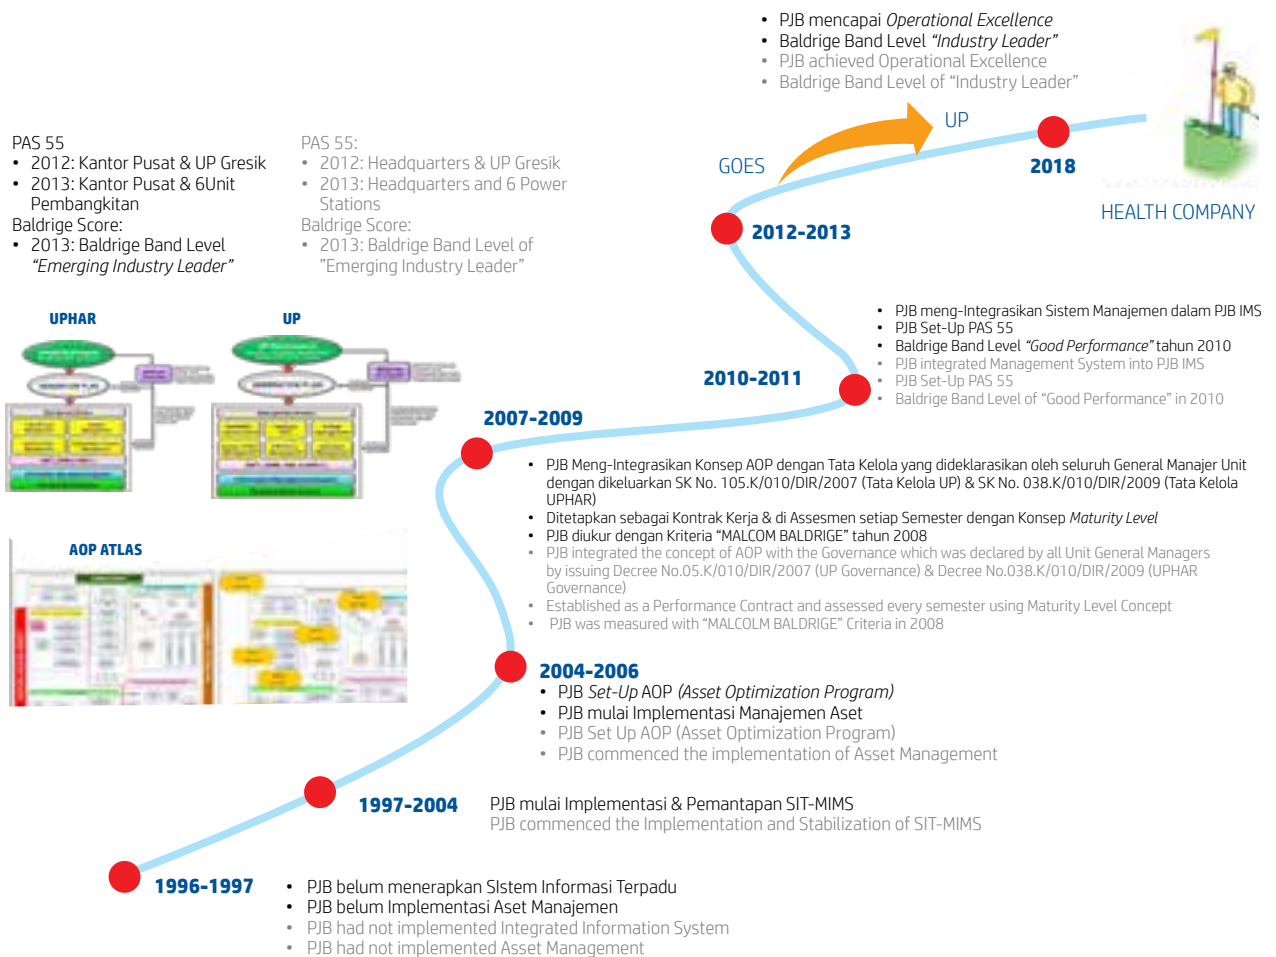 • PJB mencapai Operational Excellence
• Baldrige Band Level “Industry Leader”
• PJB achieved Operational Excellence
• Baldrige Band Level of “Industry Leader”
UP
GOES
2018
HEALTH COMPANY
PAS 55
• 2012: Kantor Pusat & UP Gresik
• 2013: Kantor Pusat & 6Unit
Pembangkitan
Baldrige Score:
• 2013: Baldrige Band Level
“Emerging Industry Leader”
PAS 55:
• 2012: Headquarters & UP Gresik
• 2013: Headquarters and 6 Power
Stations
Baldrige Score:
• 2013: Baldrige Band Level of
”Emerging Industry Leader”
2012-2013
UPHAR
UP
• PJB meng-Integrasikan Sistem Manajemen dalam PJB IMS
• PJB Set-Up PAS 55
• Baldrige Band Level “Good Performance” tahun 2010
• PJB integrated Management System into PJB IMS
• PJB Set-Up PAS 55
• Baldrige Band Level of “Good Performance” in 2010
2010-2011
2007-2009
• PJB Meng-Integrasikan Konsep AOP dengan Tata Kelola yang dideklarasikan oleh seluruh General Manajer Unit
dengan dikeluarkan SK No. 105.K/010/DIR/2007 (Tata Kelola UP) & SK No. 038.K/010/DIR/2009 (Tata Kelola
UPHAR)
• Ditetapkan sebagai Kontrak Kerja & di Assesmen setiap Semester dengan Konsep Maturity Level
• PJB diukur dengan Kriteria “MALCOM BALDRIGE” tahun 2008
• PJB integrated the concept of AOP with the Governance which was declared by all Unit General Managers
by issuing Decree No.05.K/010/DIR/2007 (UP Governance) & Decree No.038.K/010/DIR/2009 (UPHAR
Governance)
• Established as a Performance Contract and assessed every semester using Maturity Level Concept
• PJB was measured with “MALCOLM BALDRIGE” Criteria in 2008
AOP ATLAS
2004-2006
• PJB Set-Up AOP (Asset Optimization Program)
• PJB mulai Implementasi Manajemen Aset
• PJB Set Up AOP (Asset Optimization Program)
• PJB commenced the implementation of Asset Management
1997-2004
PJB mulai Implementasi & Pemantapan SIT-MIMS
PJB commenced the Implementation and Stabilization of SIT-MIMS
1996-1997
• PJB belum menerapkan SIstem Informasi Terpadu
• PJB belum Implementasi Aset Manajemen
• PJB had not implemented Integrated Information System
• PJB had not implemented Asset Management